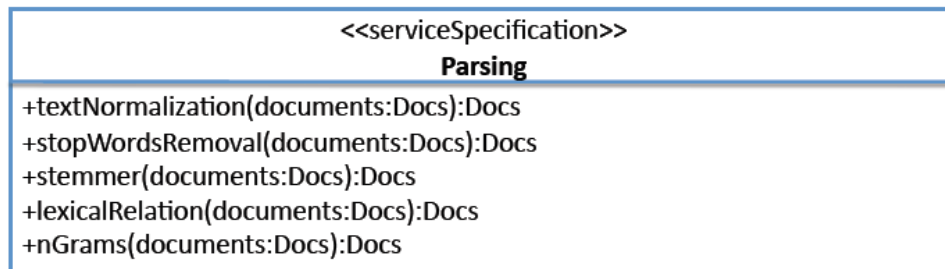 <<serviceSpecification>>
Parsing
+textNormalization(documents:Docs):Docs
+stopWordsRemoval(documents:Docs):Docs
+stemmer(documents:Docs):Docs
+lexicalRelation(documents:Docs):Docs
+nGrams(documents:Docs):Docs